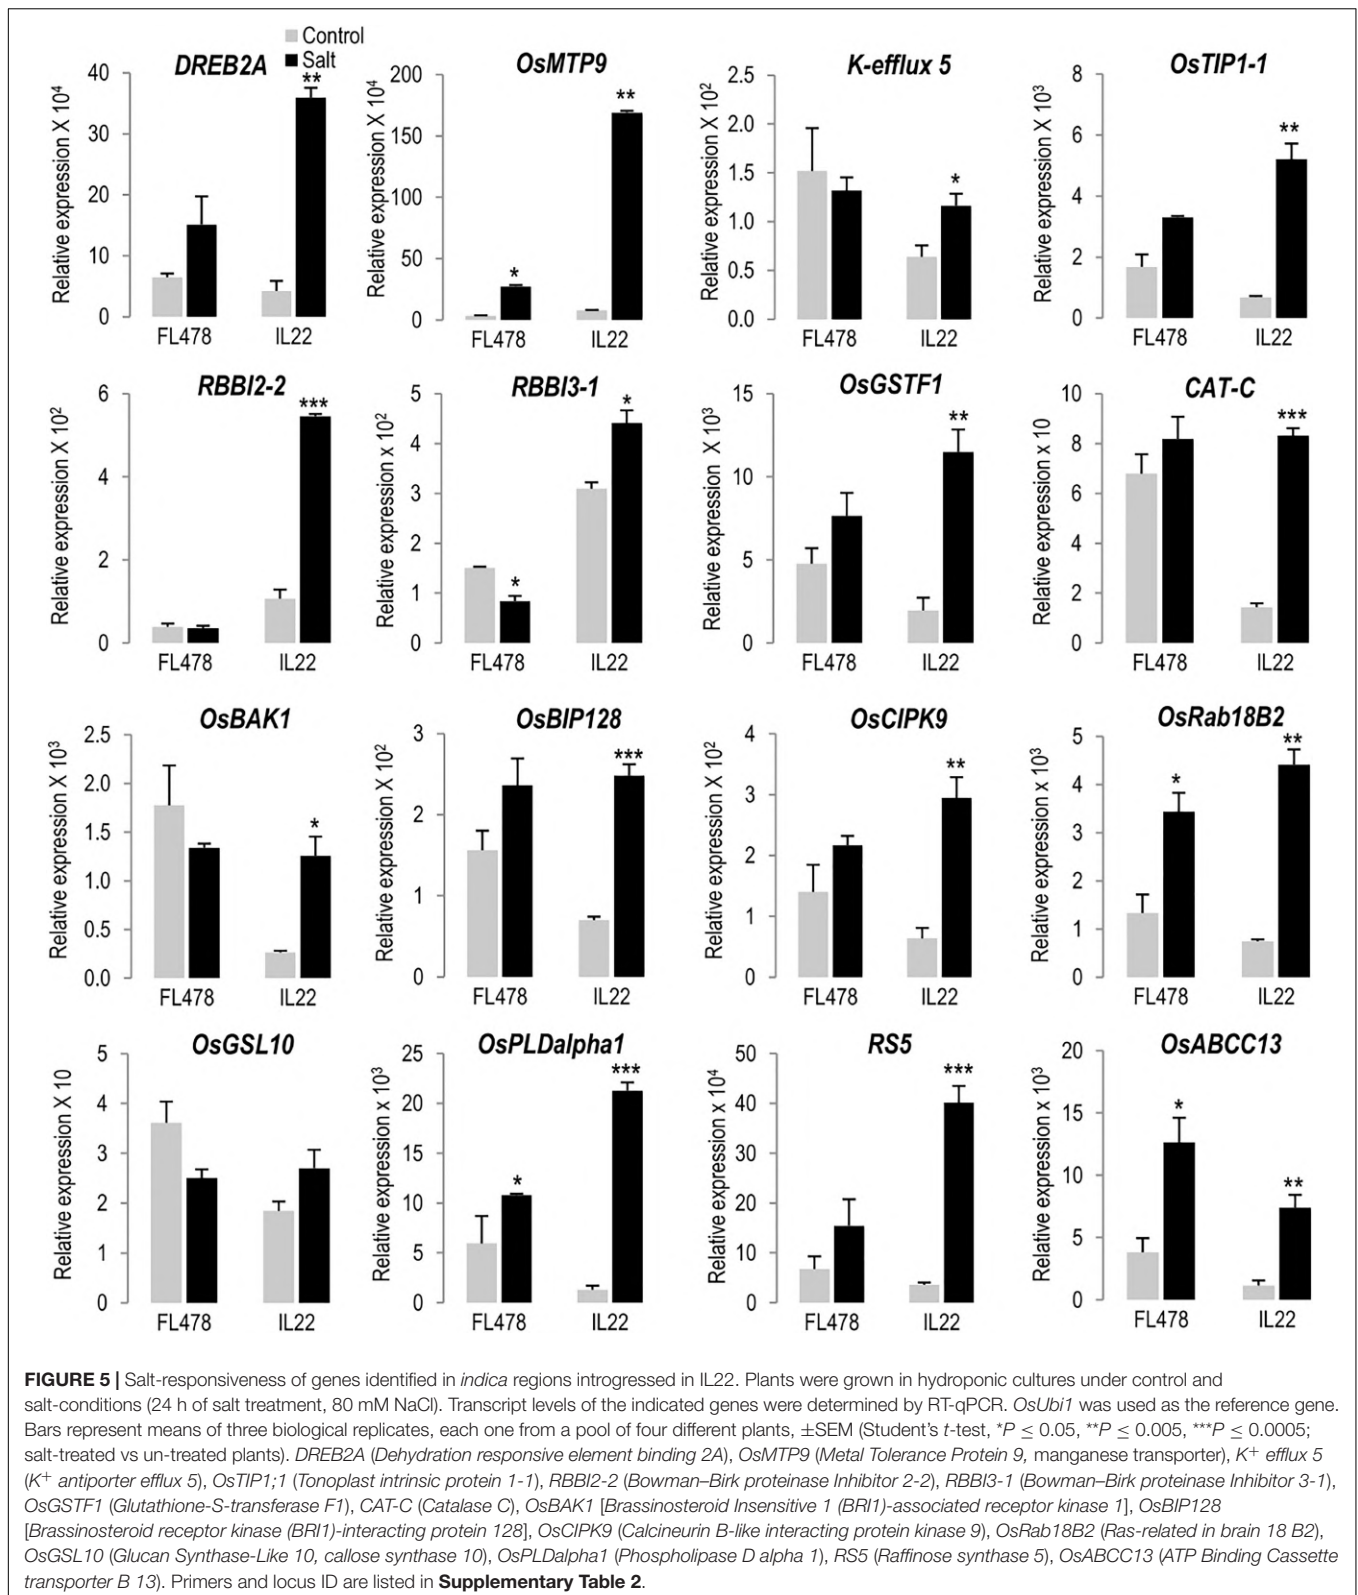 Control
Salt
DREB2A
Relative expression X 10⁴
40
30
20
10
0
**
FL478
IL22
OsMTP9
Relative expression X 10⁴
200
150
100
50
0
*
**
FL478
IL22
K-efflux 5
Relative expression X 10²
2.5
2.0
1.5
1.0
0.5
0.0
*
FL478
IL22
OsTIP1-1
Relative expression X 10³
8
6
4
2
0
**
FL478
IL22
RBBI2-2
Relative expression X 10²
6
4
2
0
***
FL478
IL22
RBBI3-1
Relative expression x 10²
5
4
3
2
1
0
*
*
FL478
IL22
OsGSTF1
Relative expression X 10³
15
10
5
0
**
FL478
IL22
CAT-C
Relative expression x 10
10
8
6
4
2
0
***
FL478
IL22
OsBAK1
Relative expression X 10³
2.5
2.0
1.5
1.0
0.5
0.0
*
FL478
IL22
OsBIP128
Relative expression X 10²
3
2
1
0
***
FL478
IL22
OsCIPK9
Relative expression X 10²
4
3
2
1
0
**
FL478
IL22
OsRab18B2
Relative expression x 10³
5
4
3
2
1
0
*
**
FL478
IL22
OsGSL10
Relative expression X 10
5
4
3
2
1
0
FL478
IL22
OsPLDalpha1
Relative expression x 10³
25
20
15
10
5
0
*
***
FL478
IL22
RS5
Relative expression x 10⁴
50
40
30
20
10
0
***
FL478
IL22
OsABCC13
Relative expression x 10³
20
15
10
5
0
*
**
FL478
IL22
FIGURE 5 | Salt-responsiveness of genes identified in indica regions introgressed in IL22. Plants were grown in hydroponic cultures under control and
salt-conditions (24 h of salt treatment, 80 mM NaCl). Transcript levels of the indicated genes were determined by RT-qPCR. OsUbi1 was used as the reference gene.
Bars represent means of three biological replicates, each one from a pool of four different plants, ±SEM (Student's t-test, *P ≤ 0.05, **P ≤ 0.005, ***P ≤ 0.0005;
salt-treated vs un-treated plants). DREB2A (Dehydration responsive element binding 2A), OsMTP9 (Metal Tolerance Protein 9, manganese transporter), K⁺ efflux 5
(K⁺ antiporter efflux 5), OsTIP1;1 (Tonoplast intrinsic protein 1-1), RBBI2-2 (Bowman–Birk proteinase Inhibitor 2-2), RBBI3-1 (Bowman–Birk proteinase Inhibitor 3-1),
OsGSTF1 (Glutathione-S-transferase F1), CAT-C (Catalase C), OsBAK1 [Brassinosteroid Insensitive 1 (BRI1)-associated receptor kinase 1], OsBIP128
[Brassinosteroid receptor kinase (BRI1)-interacting protein 128], OsCIPK9 (Calcineurin B-like interacting protein kinase 9), OsRab18B2 (Ras-related in brain 18 B2),
OsGSL10 (Glucan Synthase-Like 10, callose synthase 10), OsPLDalpha1 (Phospholipase D alpha 1), RS5 (Raffinose synthase 5), OsABCC13 (ATP Binding Cassette
transporter B 13). Primers and locus ID are listed in Supplementary Table 2.